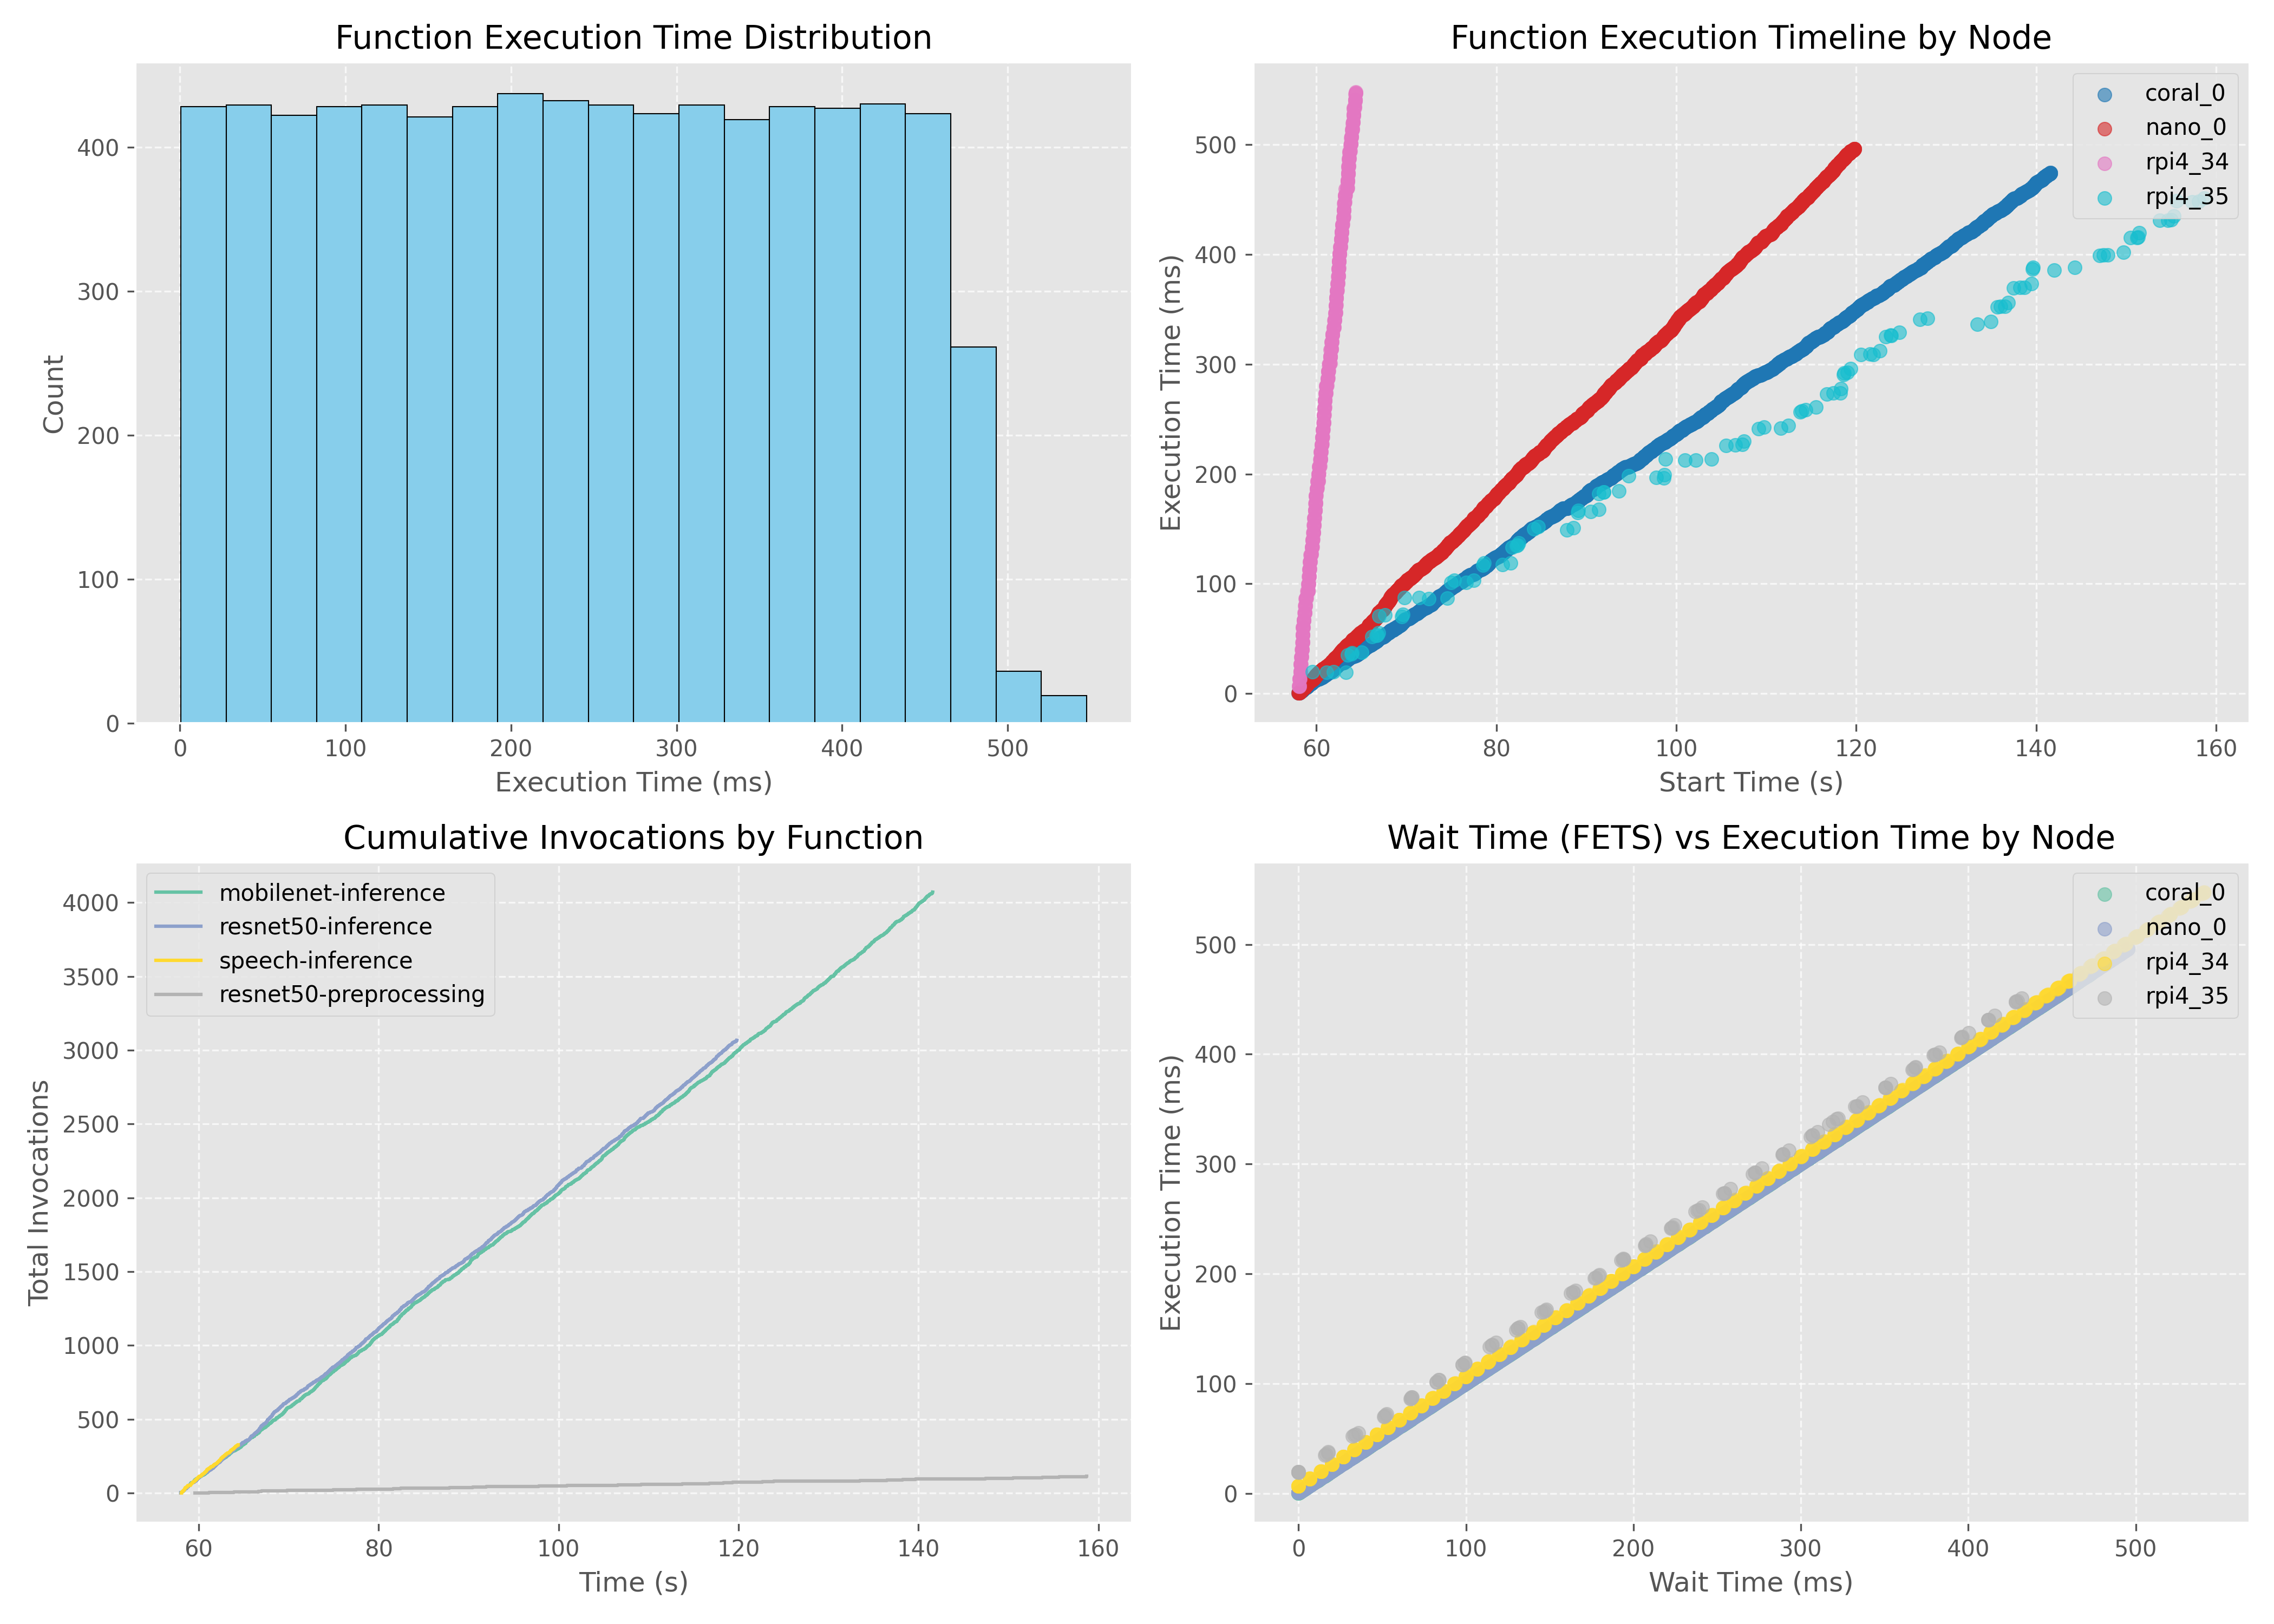 Function Execution Time Distribution
400
300
200
100
0
Count
0 100 200 300 400 500
Execution Time (ms)
Function Execution Timeline by Node
coral_0
nano_0
rpi4_34
rpi4_35
500
400
300
200
100
0
Execution Time (ms)
60 80 100 120 140 160
Start Time (s)
Cumulative Invocations by Function
mobilenet-inference
resnet50-inference
speech-inference
resnet50-preprocessing
4000
3500
3000
2500
2000
1500
1000
500
0
Total Invocations
60 80 100 120 140 160
Time (s)
Wait Time (FETS) vs Execution Time by Node
coral_0
nano_0
rpi4_34
rpi4_35
500
400
300
200
100
0
Execution Time (ms)
0 100 200 300 400 500
Wait Time (ms)